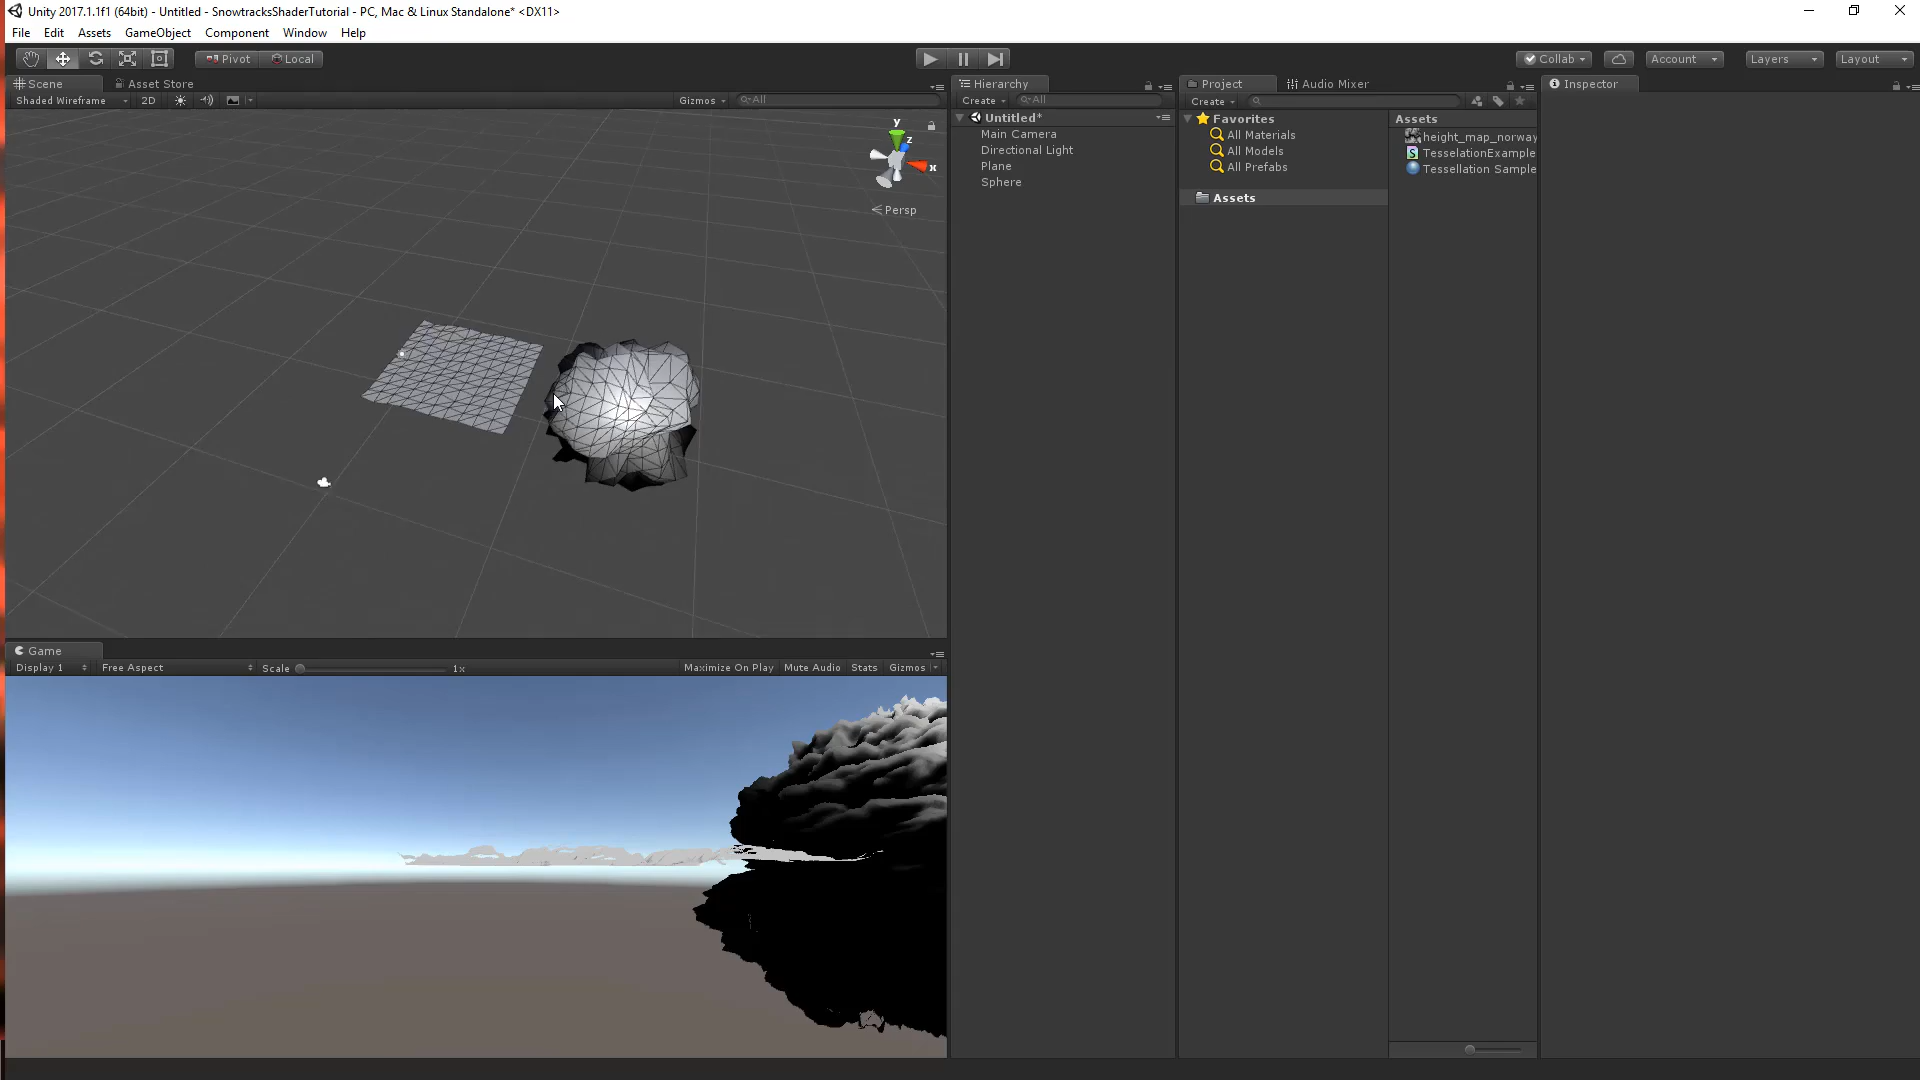 Unity 2017.1.1f1 (64bit) - Untitled - SnowtracksShaderTutorial - PC, Mac & Linux Standalone* <DX11>
File Edit Assets GameObject Component Window Help
Pivot Local Collab Account Layers Layout
Scene Asset Store
Shaded Wireframe 2D Gizmos All
y
z
x
Persp
Game
Display 1 Free Aspect Scale 1x Maximize On Play Mute Audio Stats Gizmos
Hierarchy
Create All
Untitled*
Main Camera
Directional Light
Plane
Sphere
Project Audio Mixer
Create
Favorites
All Materials
All Models
All Prefabs
Assets
Assets
height_map_norway
TesselationExample
Tessellation Sample
Inspector